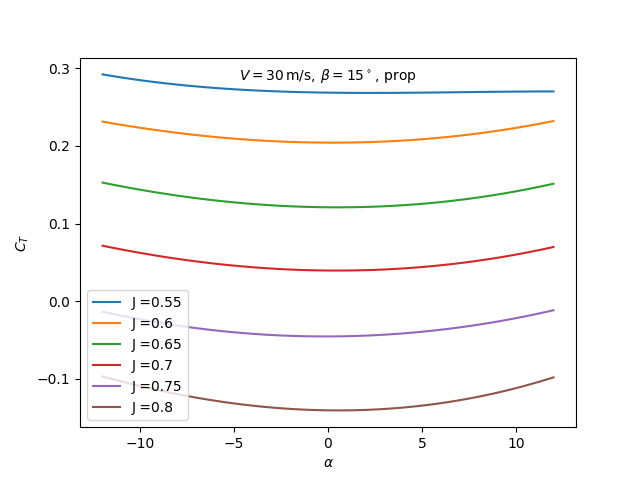 V = 30 m/s, β = 15°, prop
0.3
0.2
0.1
0.0
−0.1
C_T
J =0.55
J =0.6
J =0.65
J =0.7
J =0.75
J =0.8
−10 −5 0 5 10
α